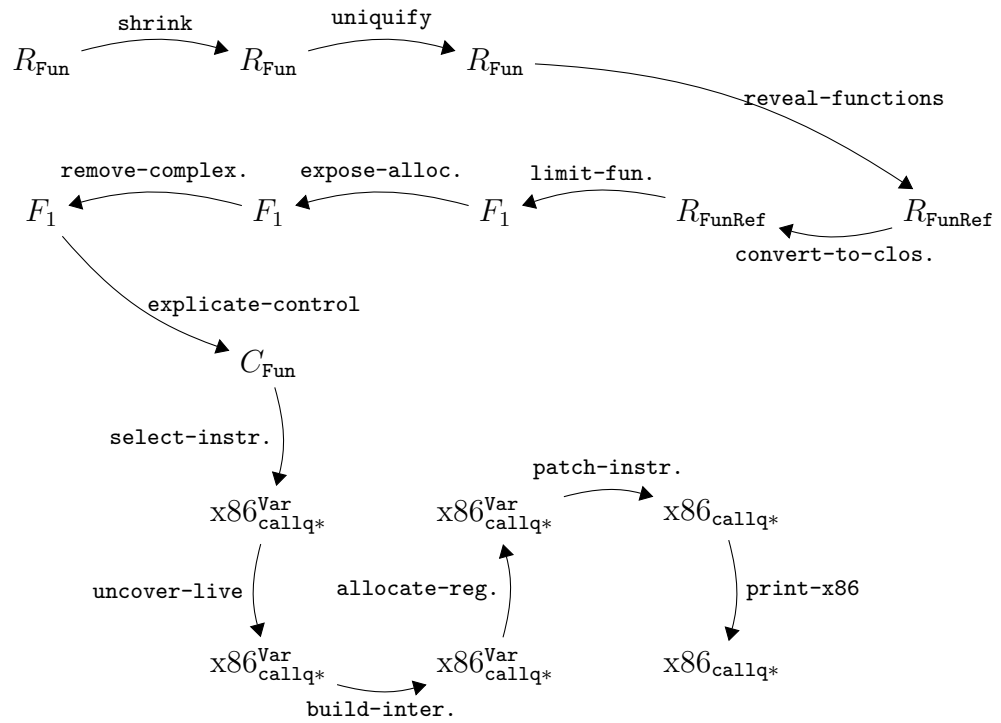 shrink
uniquify
R_Fun R_Fun R_Fun
reveal-functions
remove-complex. expose-alloc. limit-fun.
F_1 F_1 F_1 R_FunRef R_FunRef
convert-to-clos.
explicate-control
C_Fun
select-instr.
patch-instr.
x86^Var_callq* x86^Var_callq* x86_callq*
uncover-live allocate-reg. print-x86
x86^Var_callq* x86^Var_callq* x86_callq*
build-inter.